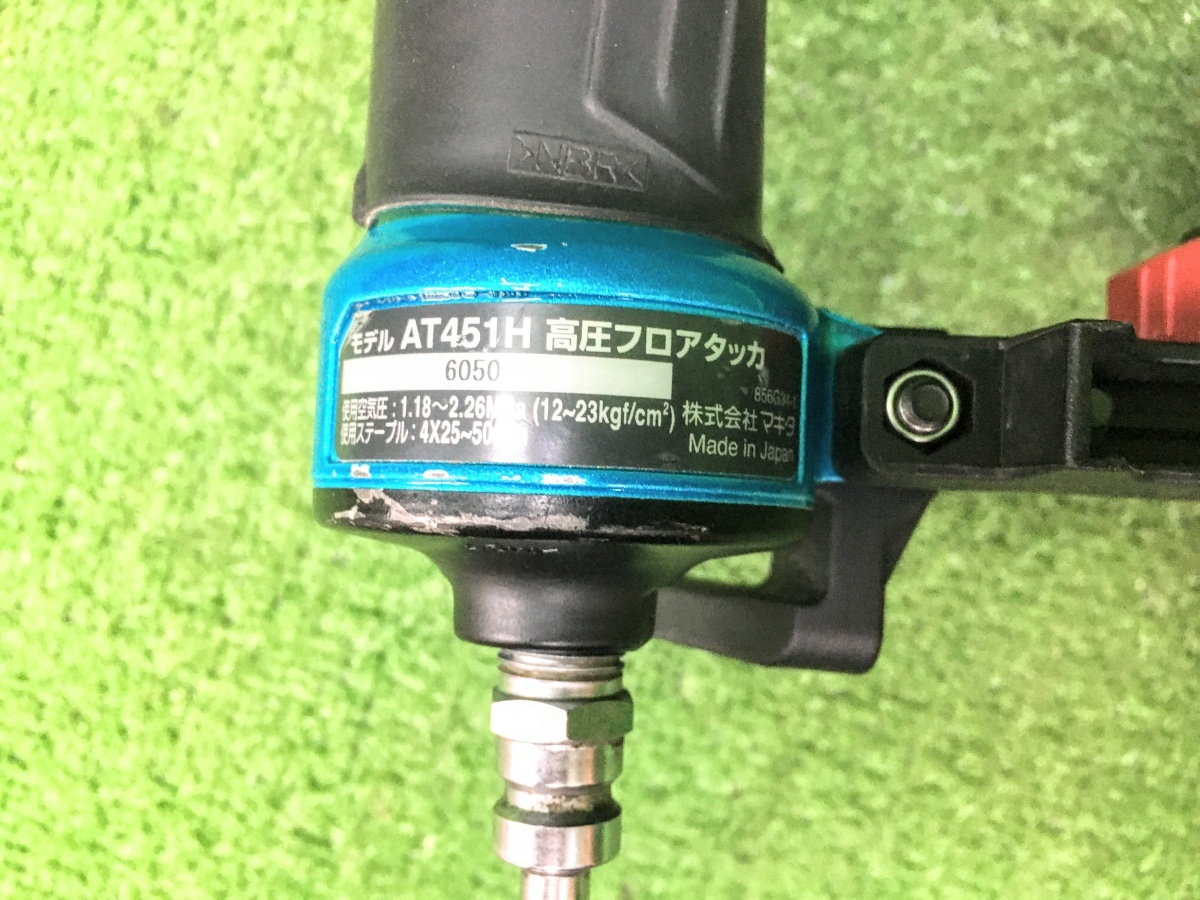 >NBR<
モデル AT451H 高圧フロアタッカ
6050
856G34-1
使用空気圧：1.18～2.26MPa (12~23kgf/cm²) 株式会社 マキタ
使用ステープル：4X25~50
Made in Japan